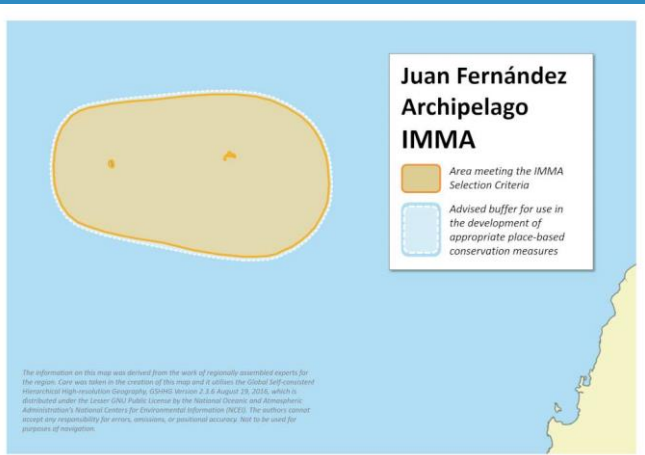 Juan Fernández
Archipelago
IMMA
Area meeting the IMMA
Selection Criteria
Advised buffer for use in
the development of
appropriate place-based
conservation measures
The information on this map was derived from the work of regionally assembled experts for
the region. Care was taken in the creation of this map and it utilises the Global Self-consistent
Hierarchical High-resolution Geography, GSHHG Version 2.3.6 August 19, 2016, which is
distributed under the Lesser GNU Public License by the National Oceanic and Atmospheric
Administration's National Centers for Environmental Information (NCEI). The authors cannot
accept any responsibility for errors, omissions, or positional accuracy. Not to be used for
purposes of navigation.